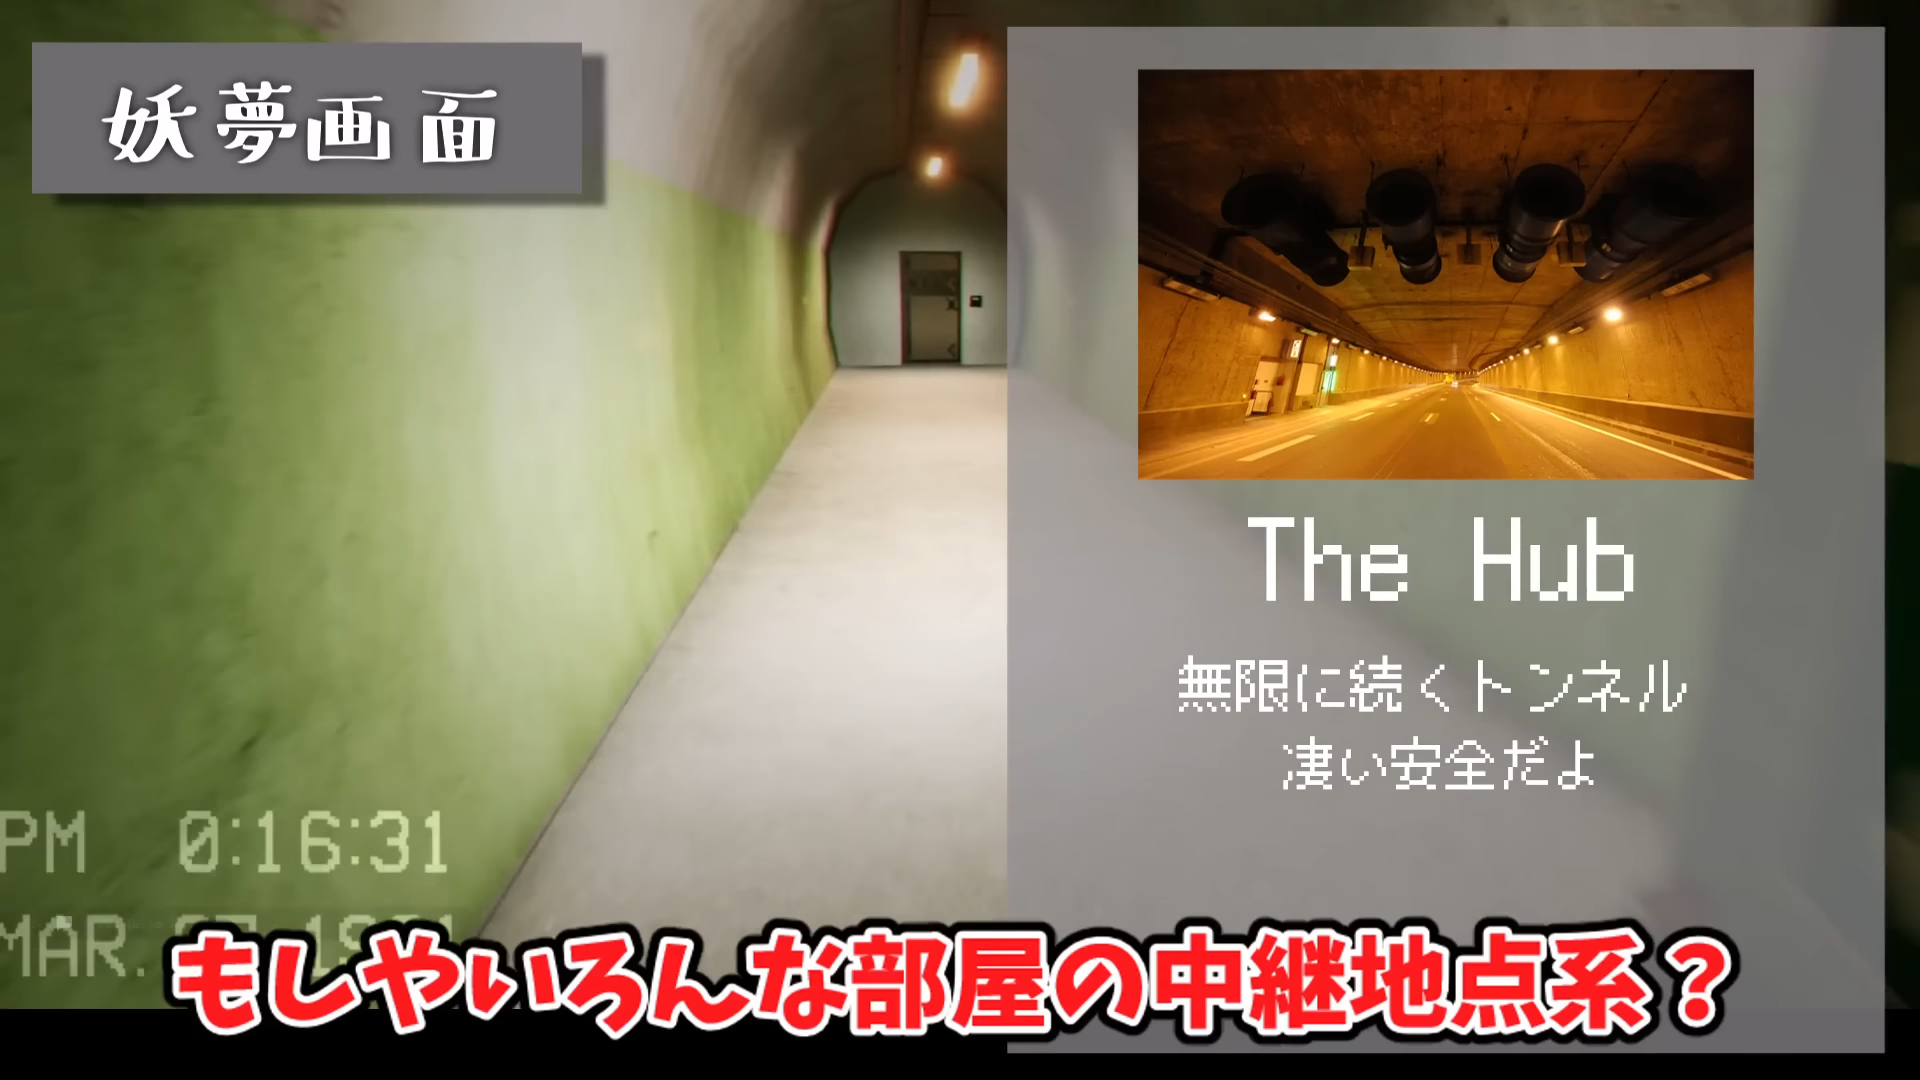 妖夢画面
The Hub
無限に続くトンネル
凄い安全だよ
PM 0:16:31
MAR.
もしやいろんな部屋の中継地点系？